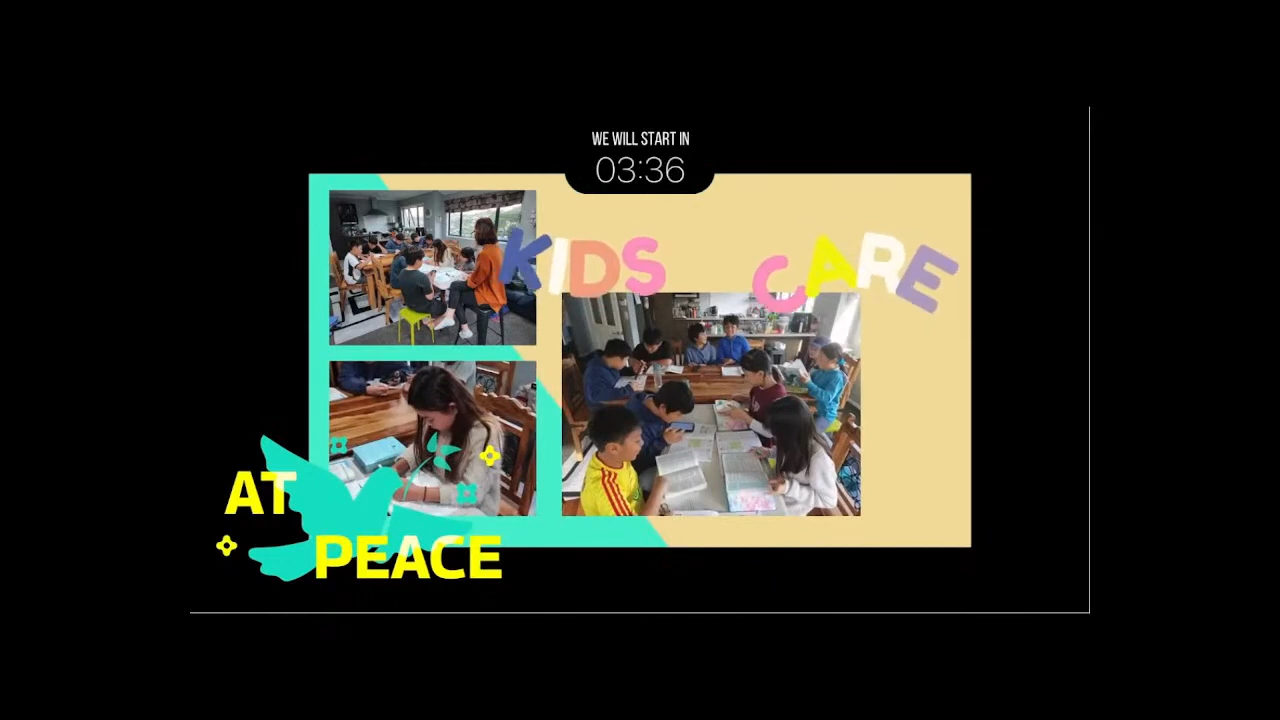 WE WILL START IN
03:36
KIDS CARE
AT
PEACE